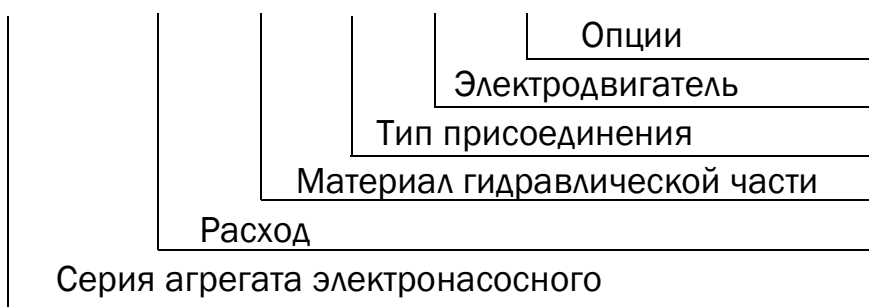 Опции
Электродвигатель
Тип присоединения
Материал гидравлической части
Расход
Серия агрегата электронасосного